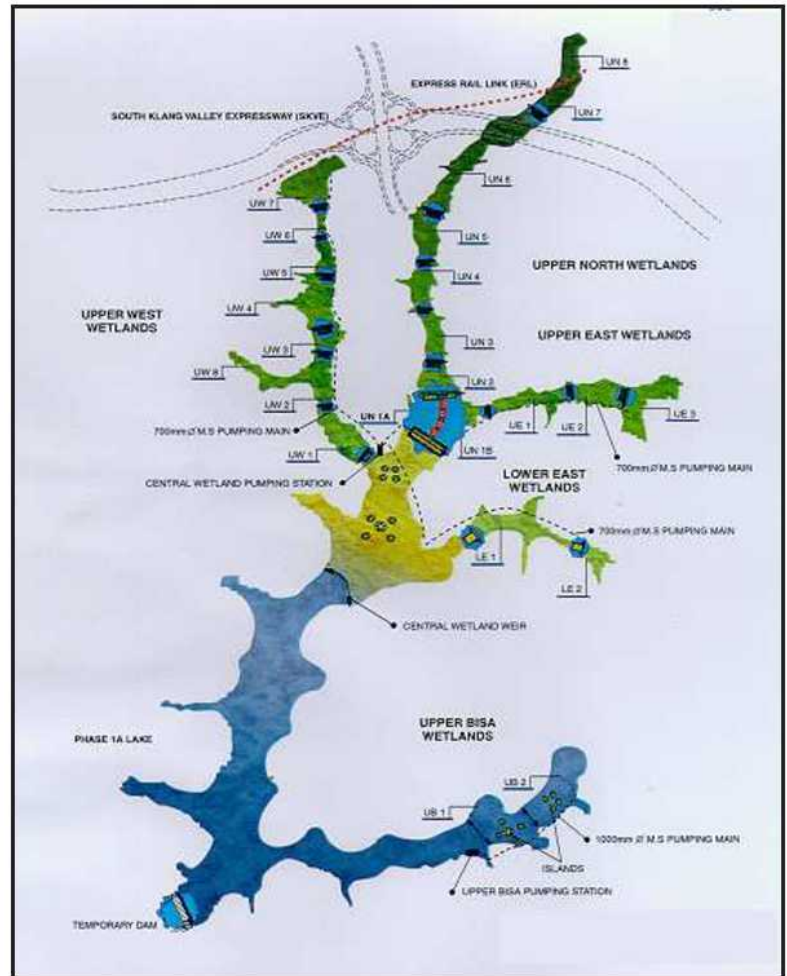 UN 8
EXPRESS RAIL LINK (ERL)
UN 7
SOUTH KLANG VALLEY EXPRESSWAY (SKVE)
UN 6
UW 7
UW 6
UN 5
UW 5
UN 4
UPPER NORTH WETLANDS
UW 4
UPPER WEST
WETLANDS
UN 3
UPPER EAST WETLANDS
UW 3
UW 8
UN 2
UW 2
UN 1A
UE 1
UE 2
UE 3
700mm Ø M.S PUMPING MAIN
UN 1B
UW 1
700mm Ø M.S PUMPING MAIN
CENTRAL WETLAND PUMPING STATION
LOWER EAST
WETLANDS
700mm Ø M.S PUMPING MAIN
LE 1
LE 2
CENTRAL WETLAND WEIR
UPPER BISA
WETLANDS
PHASE 1A LAKE
UB 2
UB 1
1000mm Ø M.S PUMPING MAIN
ISLANDS
UPPER BISA PUMPING STATION
TEMPORARY DAM